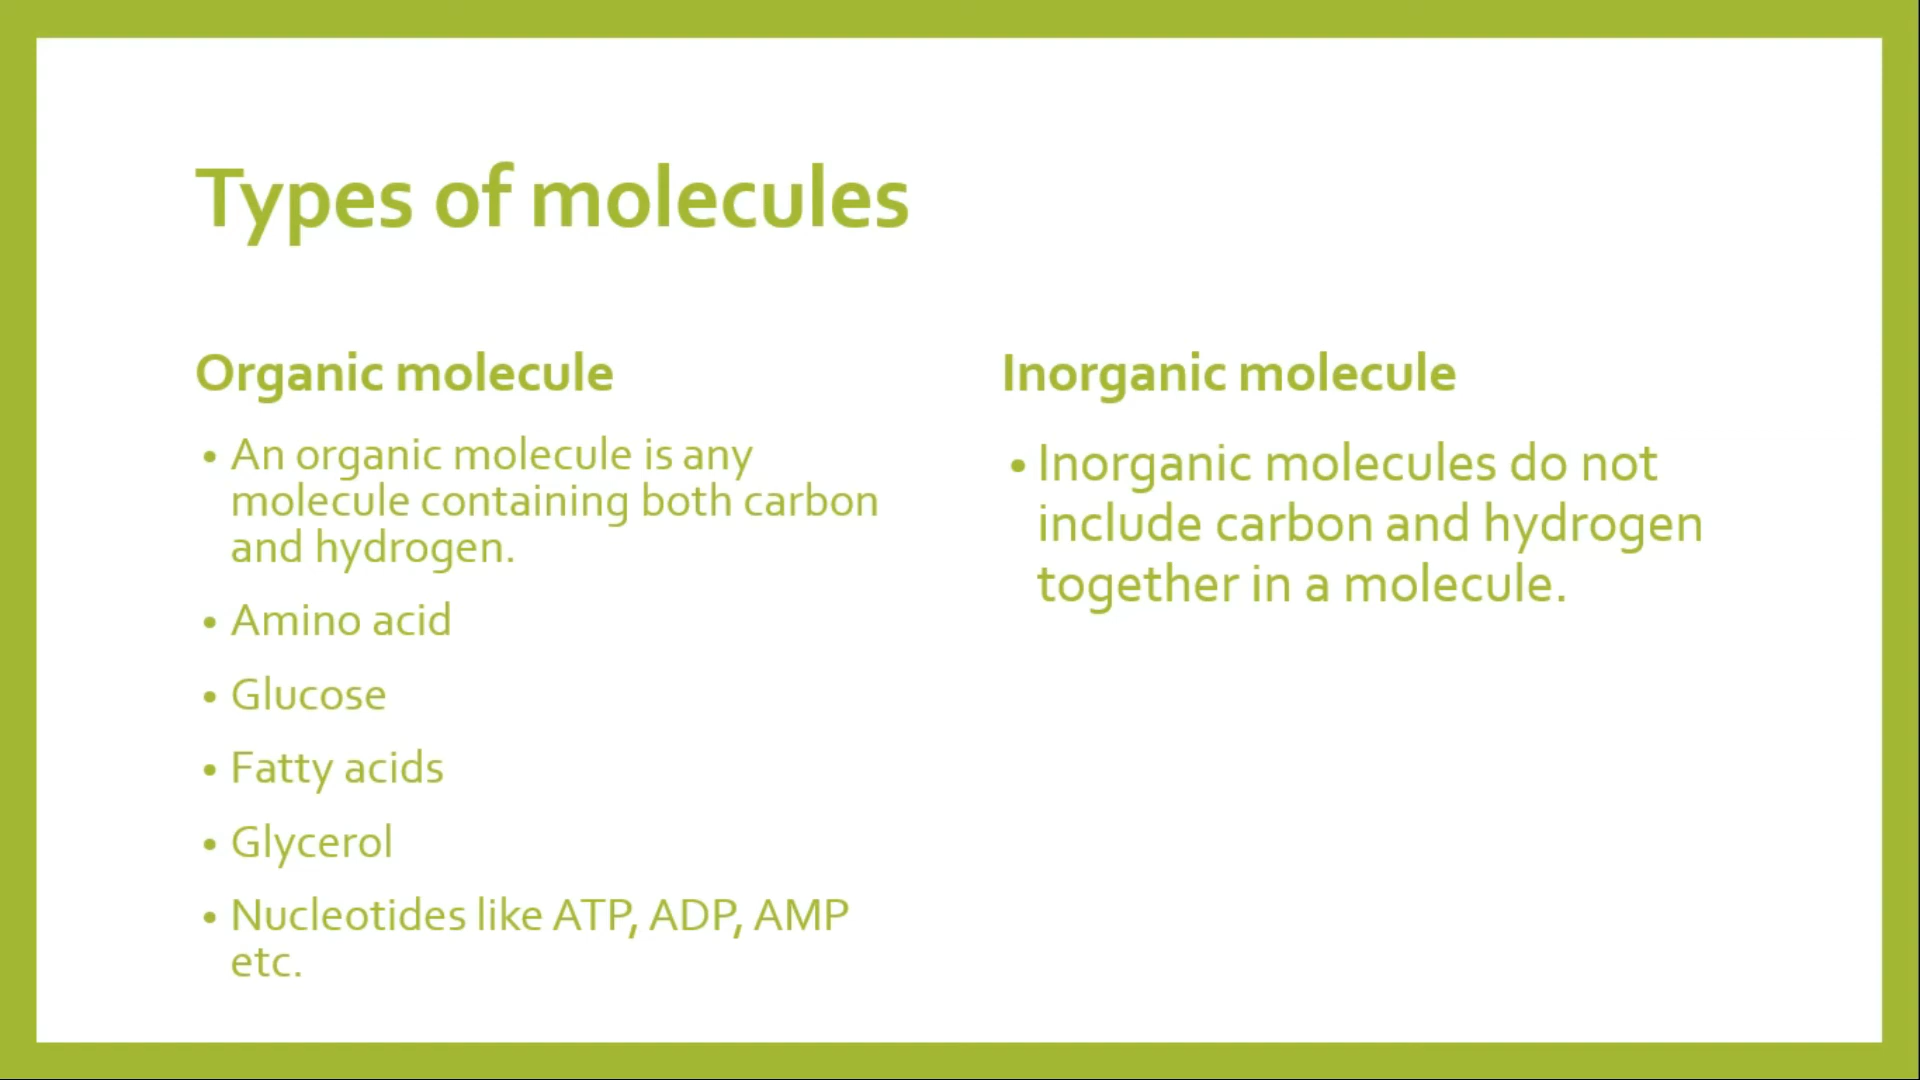 Types of molecules
Organic molecule
• An organic molecule is any
molecule containing both carbon
and hydrogen.
• Amino acid
• Glucose
• Fatty acids
• Glycerol
• Nucleotides like ATP, ADP, AMP
etc.
Inorganic molecule
• Inorganic molecules do not
include carbon and hydrogen
together in a molecule.